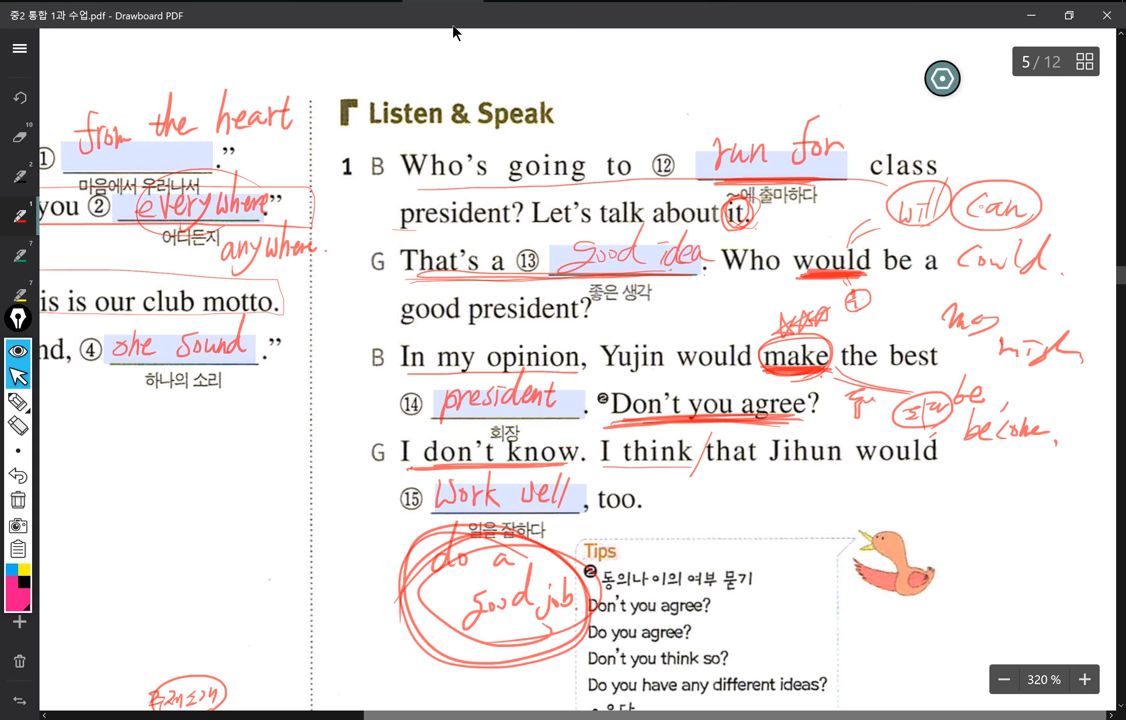 중2 통합 1과 수업.pdf - Drawboard PDF
5 / 12
from the heart
① ."
마음에서 우러나서
you ② everywhere."
어디든지
anywhere.
is is our club motto.
nd, ④ one sound ."
하나의 소리
Listen & Speak
1 B Who's going to ⑫ run for class
~에 출마하다
president? Let's talk about it.
will can
G That's a ⑬ good idea. Who would be a
could.
좋은 생각
good president?
B In my opinion, Yujin would make the best
⑭ president. ❷Don't you agree?
be,
become,
회장
G I don't know. I think that Jihun would
⑮ work well, too.
일을 잘하다
do a
good job.
Tips
❷ 동의나 이의 여부 묻기
Don't you agree?
Do you agree?
Don't you think so?
Do you have any different ideas?
320 %